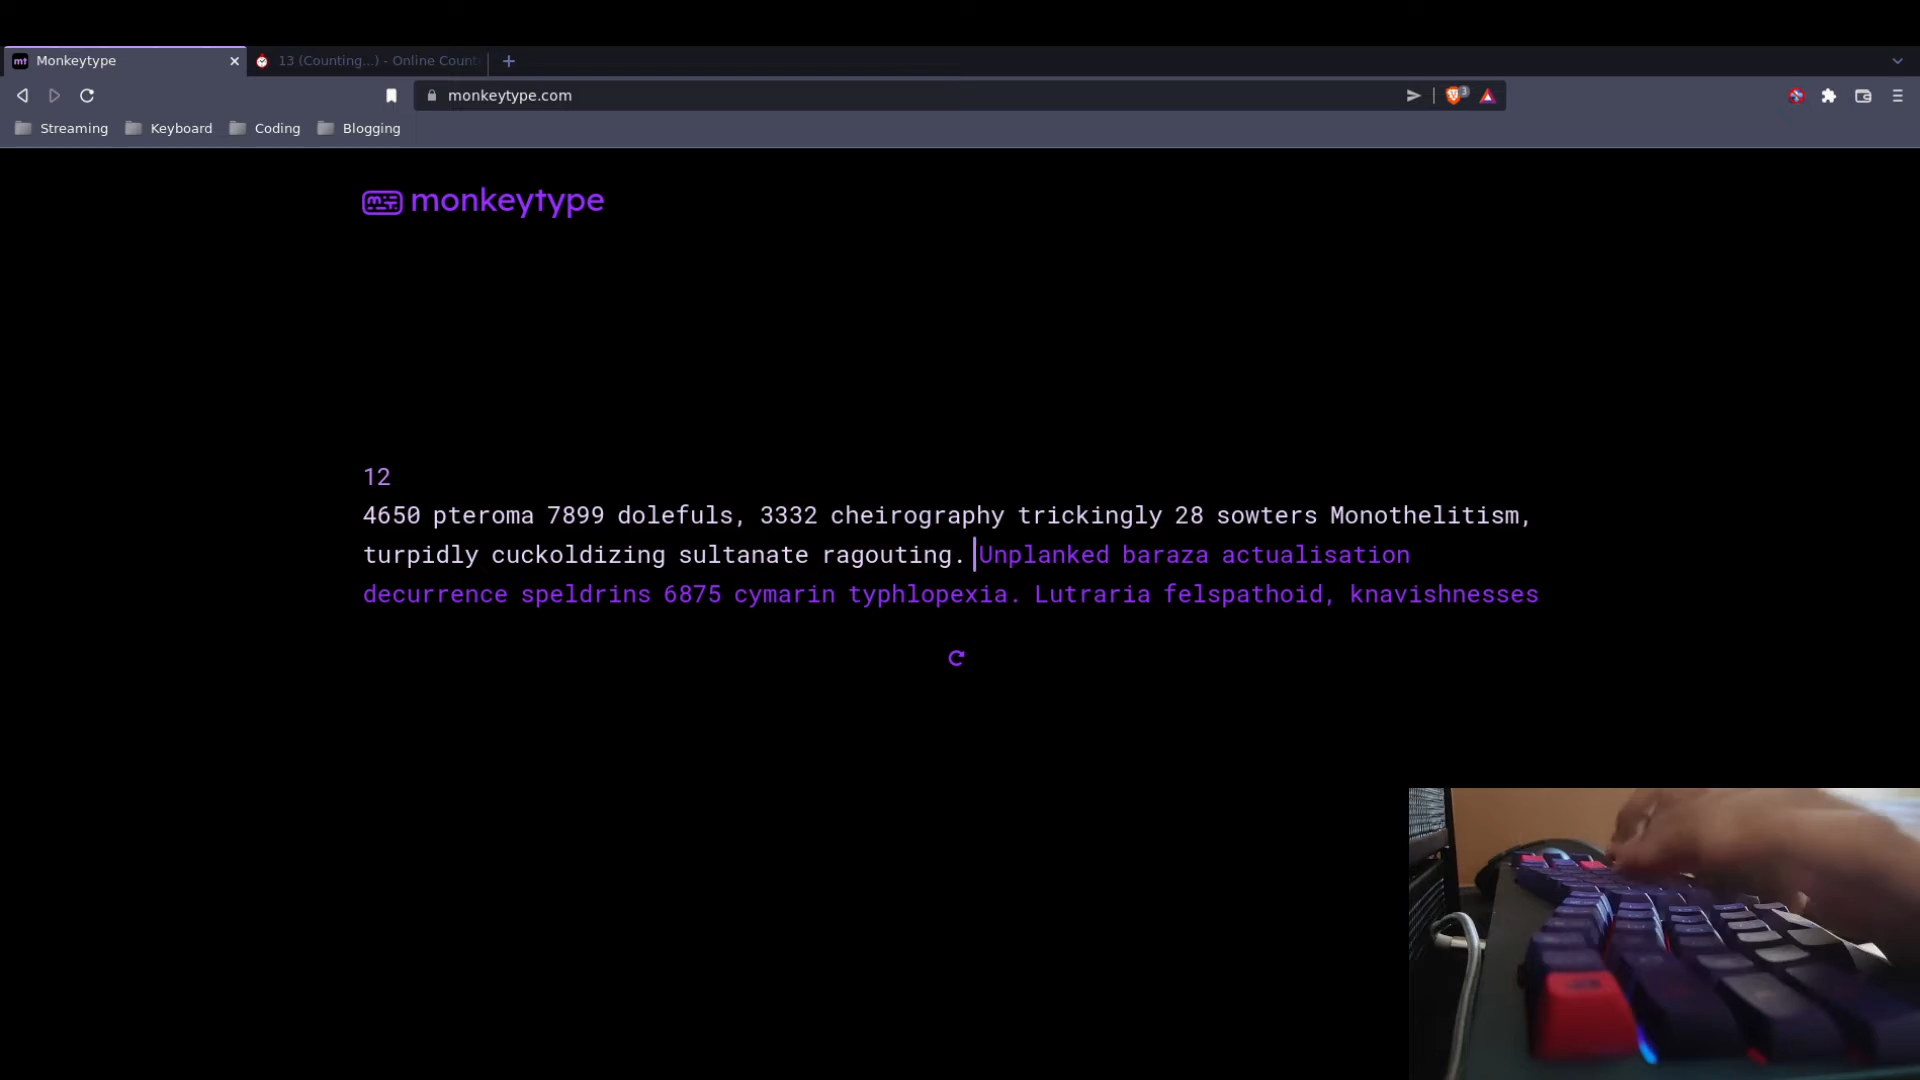 Monkeytype
13 (Counting...) - Online Count
monkeytype.com
3
Streaming
Keyboard
Coding
Blogging
mt
monkeytype
12
4650 pteroma 7899 dolefuls, 3332 cheirography trickingly 28 sowters Monothelitism,
turpidly cuckoldizing sultanate ragouting. Unplanked baraza actualisation
decurrence speldrins 6875 cymarin typhlopexia. Lutraria felspathoid, knavishnesses